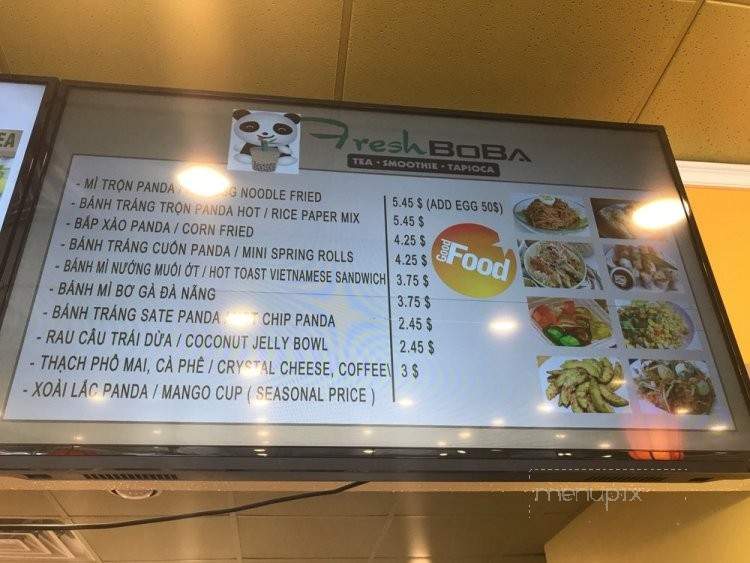 EA
Fresh BoBA
TEA • SMOOTHIE • TAPIOCA
- MÌ TRỘN PANDA / NOODLE FRIED 5.45 $ (ADD EGG 50$)
- BÁNH TRÁNG TRỘN PANDA HOT / RICE PAPER MIX 5.45 $
- BẮP XÀO PANDA / CORN FRIED 4.25 $
- BÁNH TRÁNG CUỐN PANDA / MINI SPRING ROLLS 4.25 $
- BÁNH MÌ NƯỚNG MUỐI ỚT / HOT TOAST VIETNAMESE SANDWICH 3.75 $
- BÁNH MÌ BƠ GÀ ĐÀ NẴNG 3.75 $
- BÁNH TRÁNG SATE PANDA / CHIP PANDA 2.45 $
- RAU CÂU TRÁI DỪA / COCONUT JELLY BOWL 2.45 $
- THẠCH PHÔ MAI, CÀ PHÊ / CRYSTAL CHEESE, COFFEE 3 $
- XOÀI LẮC PANDA / MANGO CUP ( SEASONAL PRICE )
Good
Food
menupix